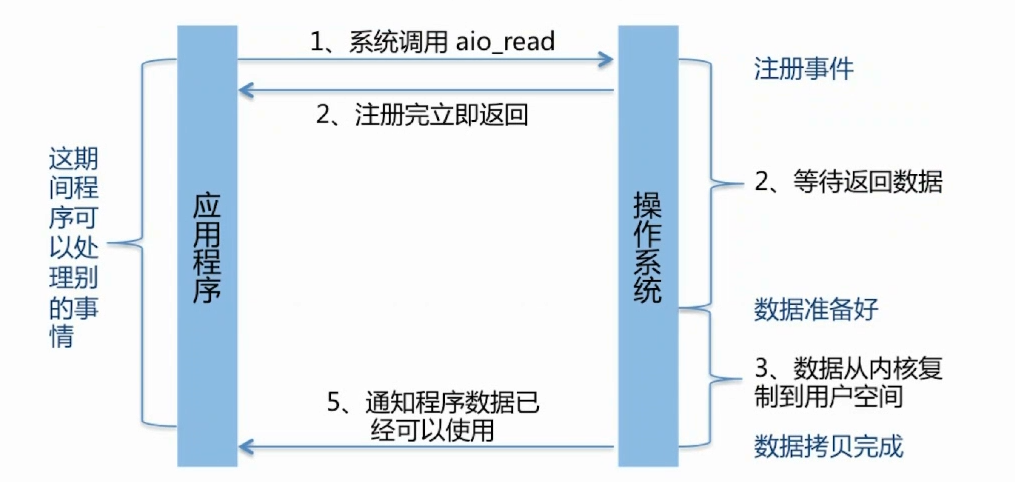 1、系统调用 aio_read
注册事件
2、注册完立即返回
这期
间程
序可
以处
理别
的事
情
应用程序
操作系统
2、等待返回数据
数据准备好
3、数据从内核复
制到用户空间
5、通知程序数据已
经可以使用
数据拷贝完成